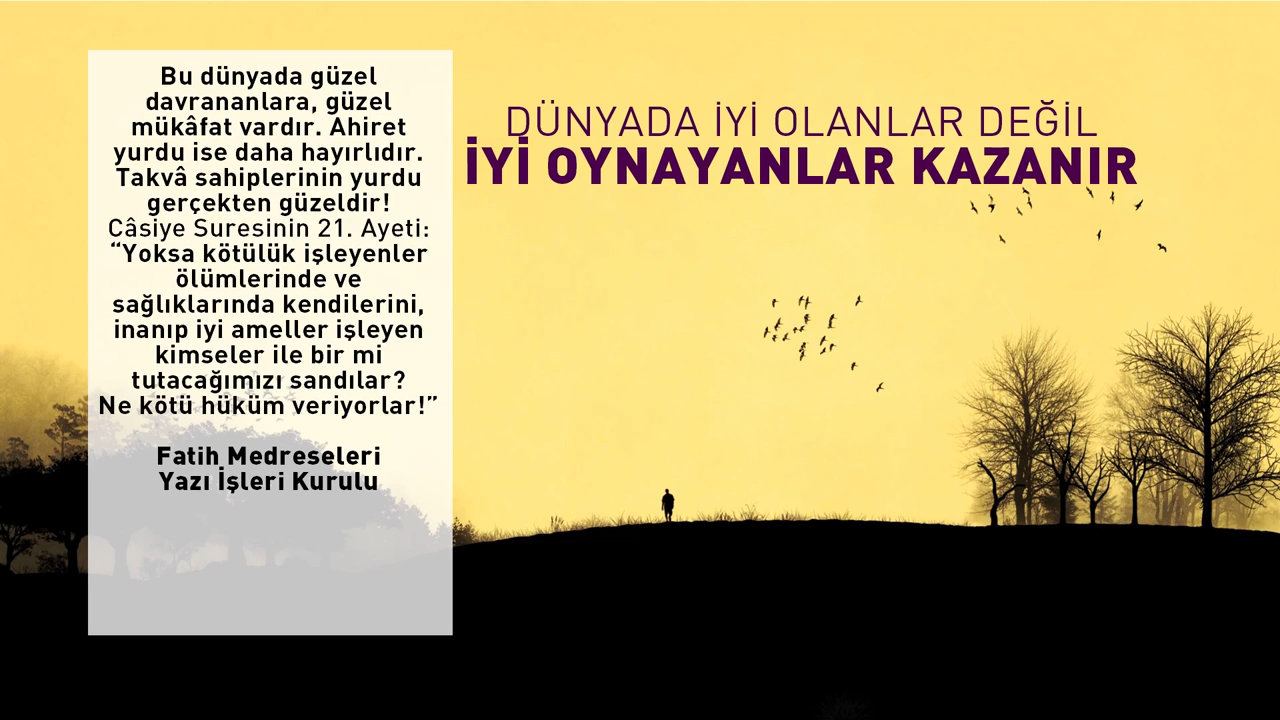 Bu dünyada güzel
davrananlara, güzel
mükâfat vardır. Ahiret
yurdu ise daha hayırlıdır.
Takvâ sahiplerinin yurdu
gerçekten güzeldir!
Câsiye Suresinin 21. Ayeti:
“Yoksa kötülük işleyenler
ölümlerinde ve
sağlıklarında kendilerini,
inanıp iyi ameller işleyen
kimseler ile bir mi
tutacağımızı sandılar?
Ne kötü hüküm veriyorlar!”
Fatih Medreseleri
Yazı İşleri Kurulu
DÜNYADA İYİ OLANLAR DEĞİL
İYİ OYNAYANLAR KAZANIR